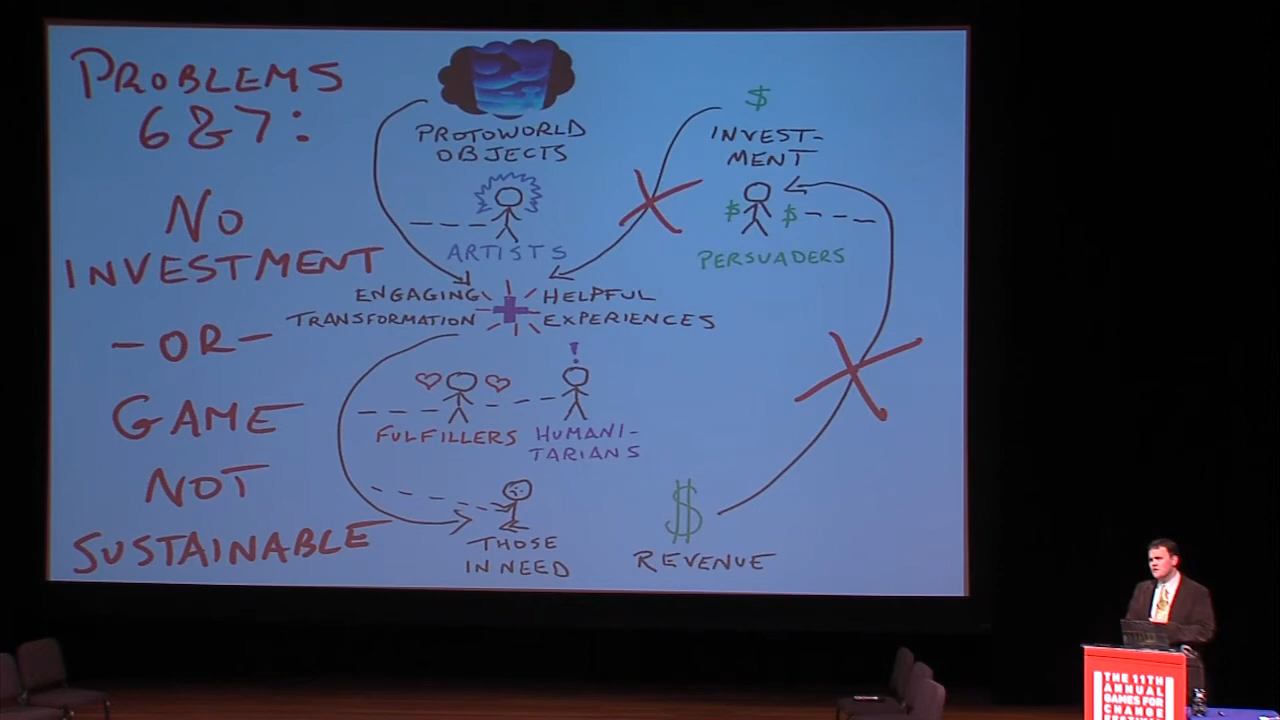 PROBLEMS
6&7:
NO
INVESTMENT
-OR-
GAME
NOT
SUSTAINABLE
PROTOWORLD
OBJECTS
ARTISTS
$
INVEST-
MENT
$ $
PERSUADERS
ENGAGING
TRANSFORMATION
HELPFUL
EXPERIENCES
!
FULFILLERS
HUMANI-
TARIANS
THOSE
IN NEED
$
REVENUE
THE 11TH
ANNUAL
GAMES FOR
CHANGE